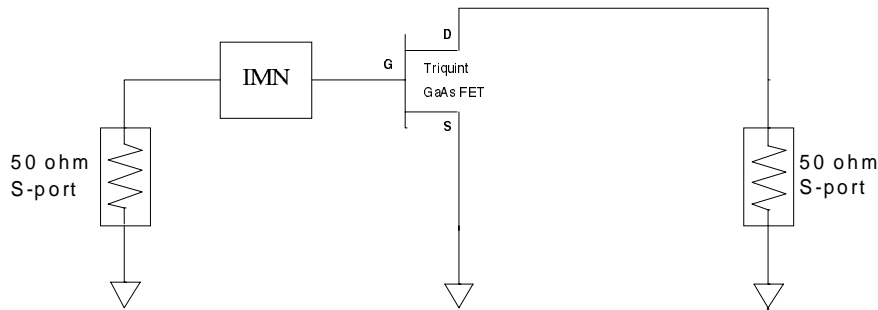 D
IMN
G
Triquint
GaAs FET
S
50 ohm
S-port
50 ohm
S-port